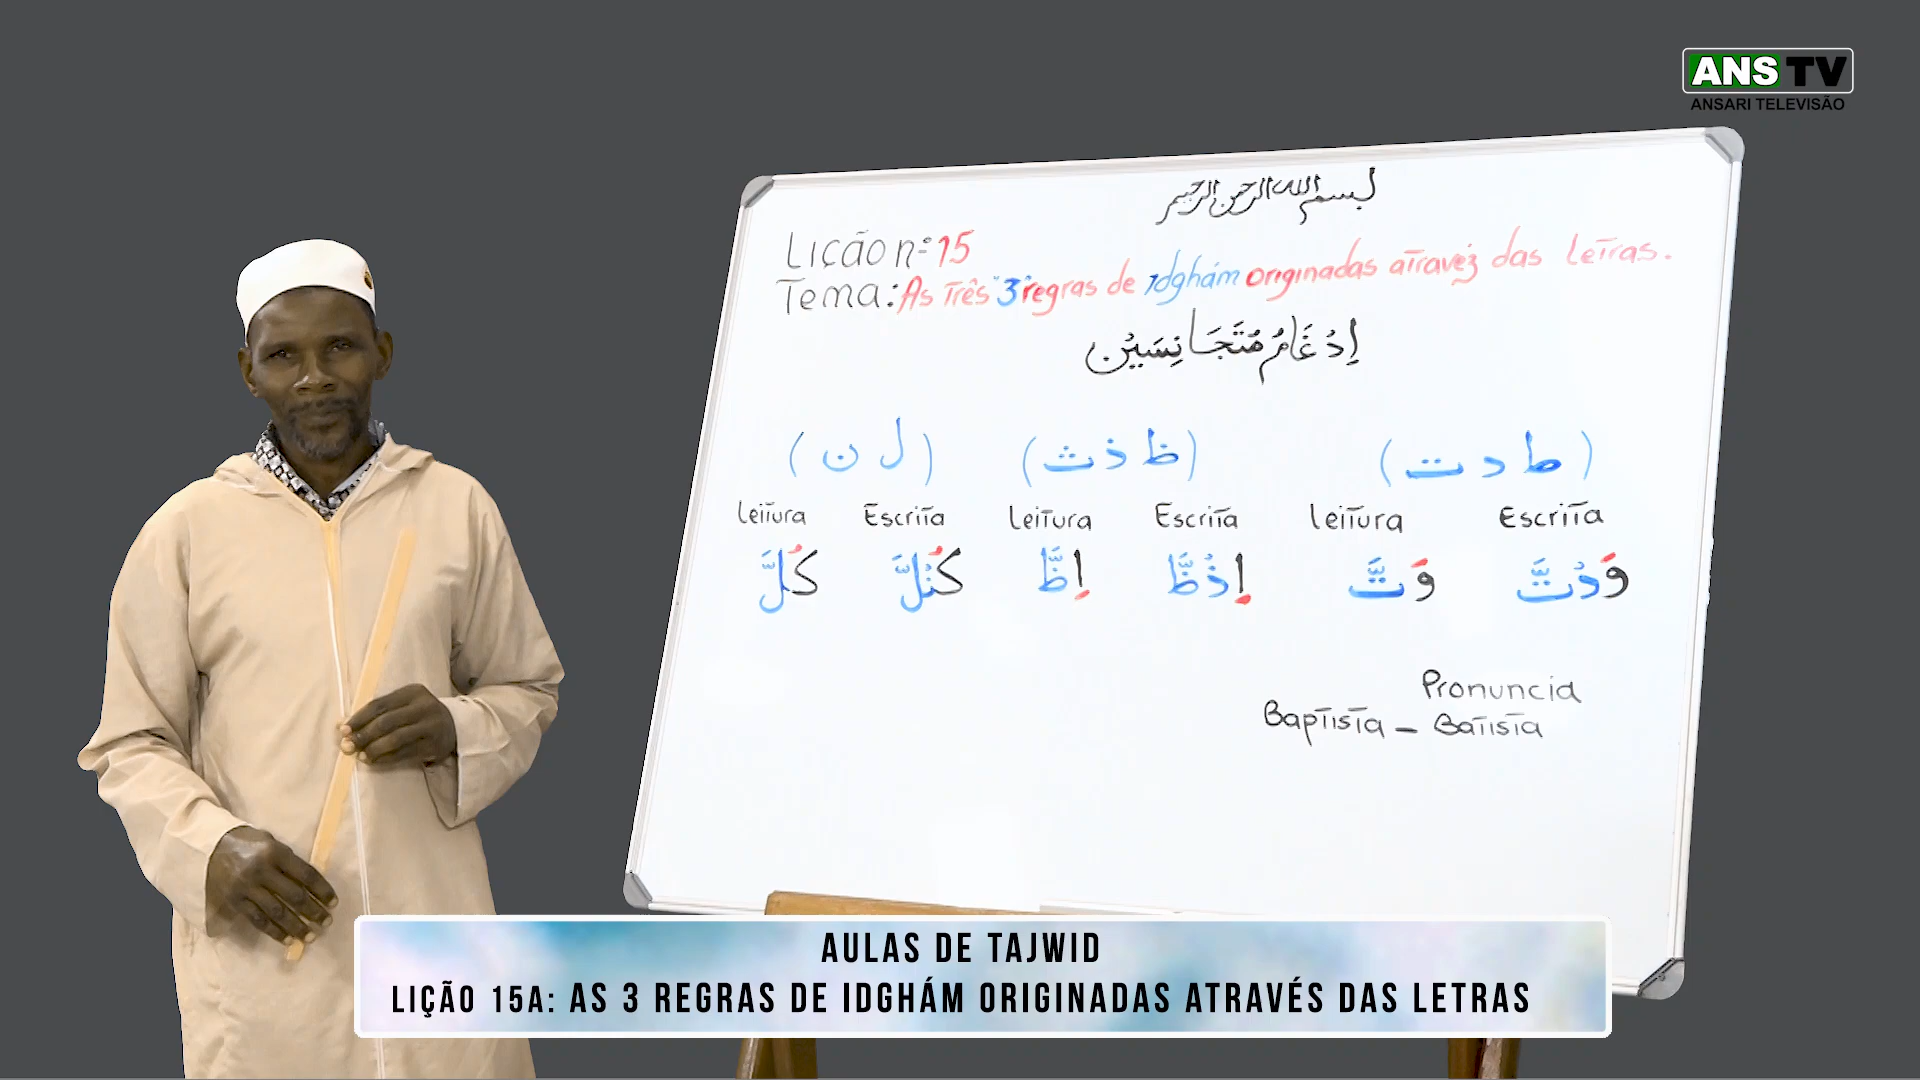 ANS TV
ANSARI TELEVISÃO
بسم الله الرحمن الرحيم
Lição nº 15
Tema: As três "3" regras de idghám originadas através das letras.
إِدْغَامُ مُتَجَانِسَيْنِ
(ط د ت) (ظ ذ ث) (ل ن)
Escrita Leitura Escrita Leitura Escrita Leitura
وَدْتَّ وَتَّ إِذْظَّ إِظَّ كُنْلَّ كُلَّ
Pronuncia
Baptista - Batista
AULAS DE TAJWID
LIÇÃO 15A: AS 3 REGRAS DE IDGHÁM ORIGINADAS ATRAVÉS DAS LETRAS